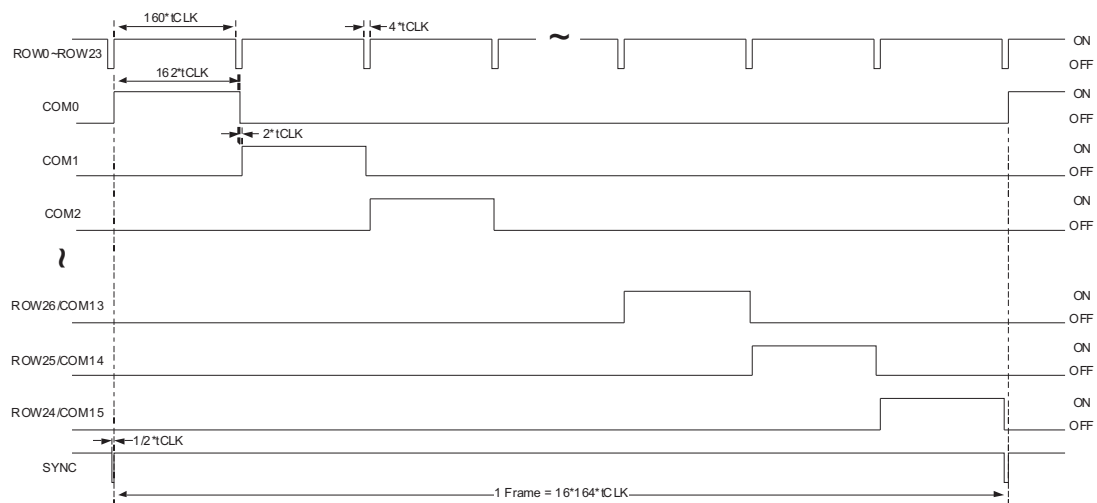 160*tCLK
4*tCLK
~
ROW0~ROW23
ON
OFF
162*tCLK
COM0
ON
OFF
2*tCLK
COM1
ON
OFF
COM2
ON
OFF
~
ROW26/COM13
ON
OFF
ROW25/COM14
ON
OFF
ROW24/COM15
ON
OFF
1/2*tCLK
SYNC
1 Frame = 16*164*tCLK